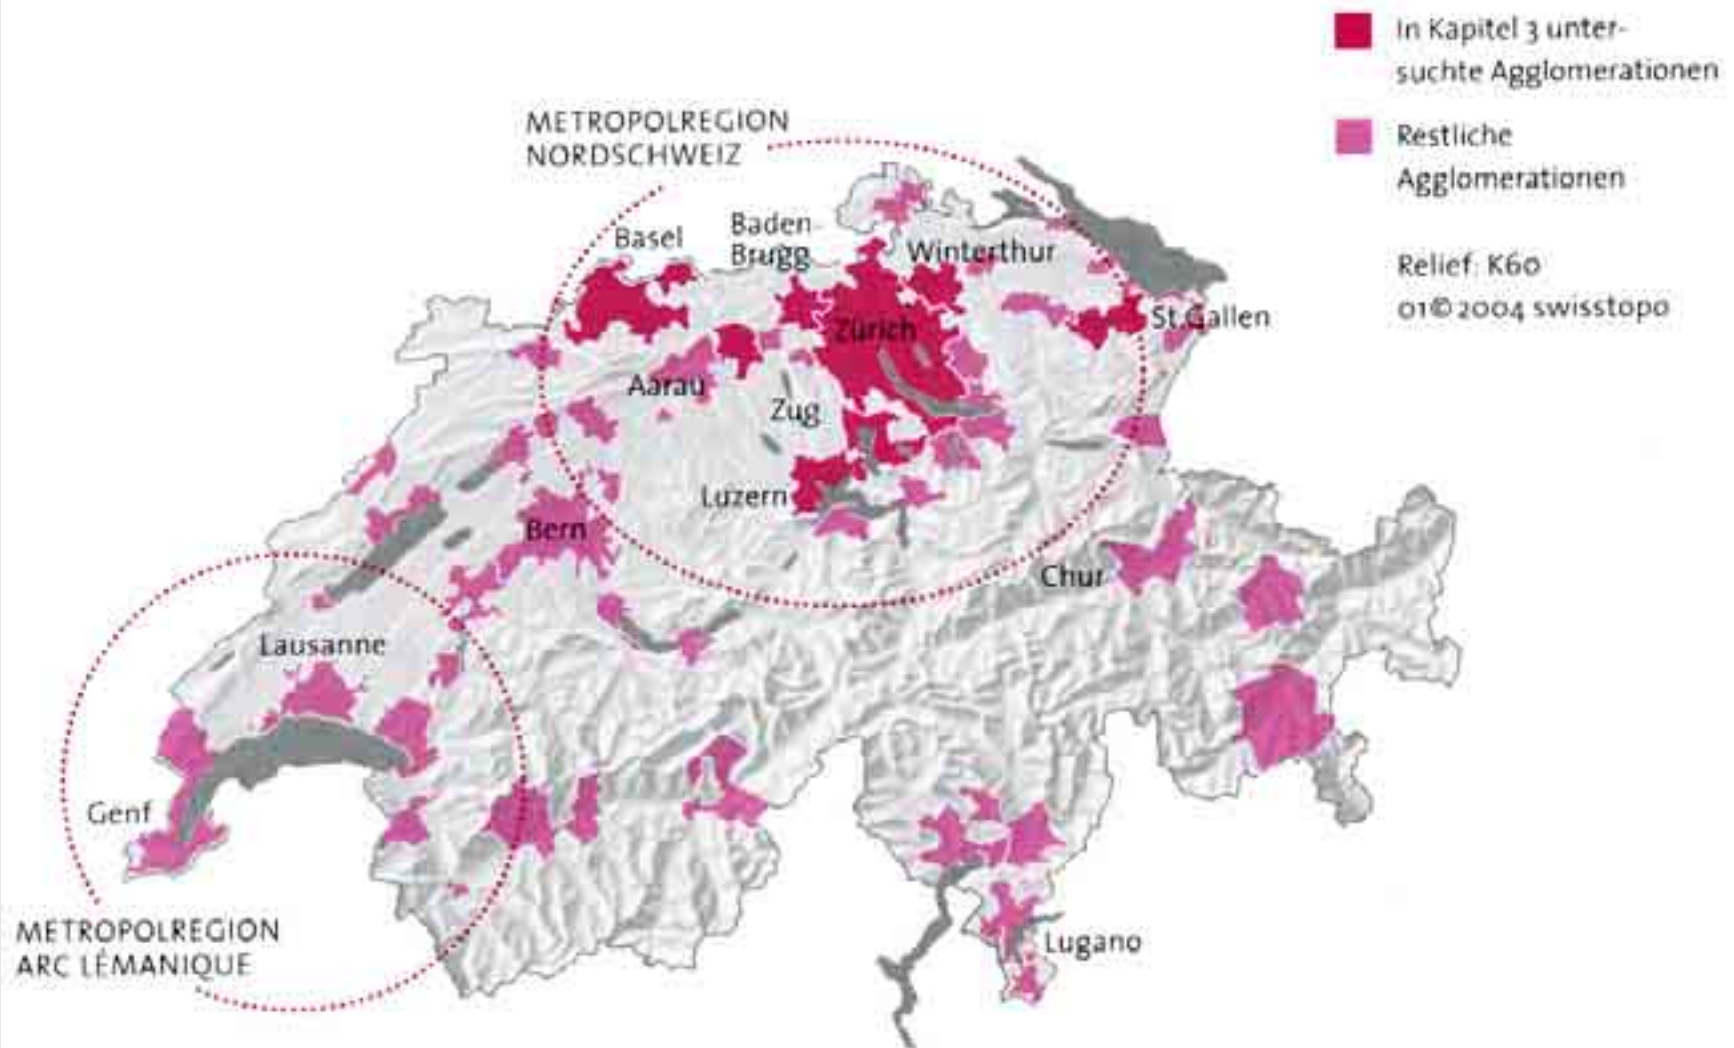 In Kapitel 3 unter-
suchte Agglomerationen
Restliche
Agglomerationen
Relief: K60
01© 2004 swisstopo
METROPOLREGION
NORDSCHWEIZ
Basel
Baden-
Brugg
Winterthur
Zürich
St.Gallen
Aarau
Zug
Luzern
Bern
Chur
Lausanne
Genf
METROPOLREGION
ARC LÉMANIQUE
Lugano